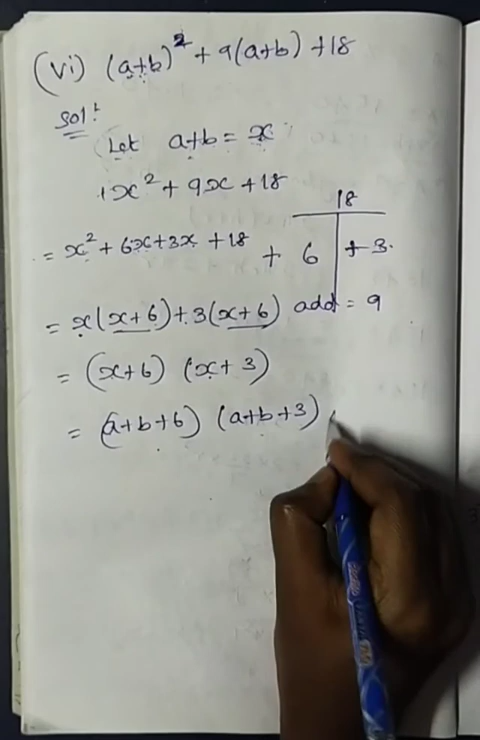 (vi) (a+b)² + 9(a+b) + 18
Sol:
Let a+b = x
1x² + 9x + 18
= x² + 6x + 3x + 18
18
+ 6 + 3
= x(x+6) + 3(x+6) add = 9
= (x+6) (x+3)
= (a+b+6) (a+b+3)